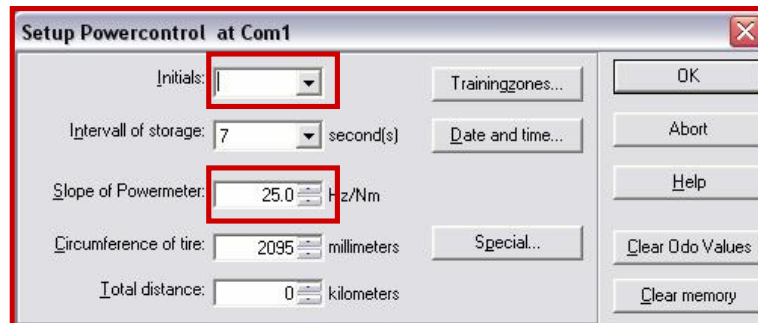 Setup Powercontrol at Com1
Initials:
Trainingzones...
OK
Intervall of storage: 7 second(s)
Date and time...
Abort
Slope of Powermeter: 25.0 Hz/Nm
Help
Circumference of tire: 2095 millimeters
Special...
Clear Odo Values
Total distance: 0 kilometers
Clear memory